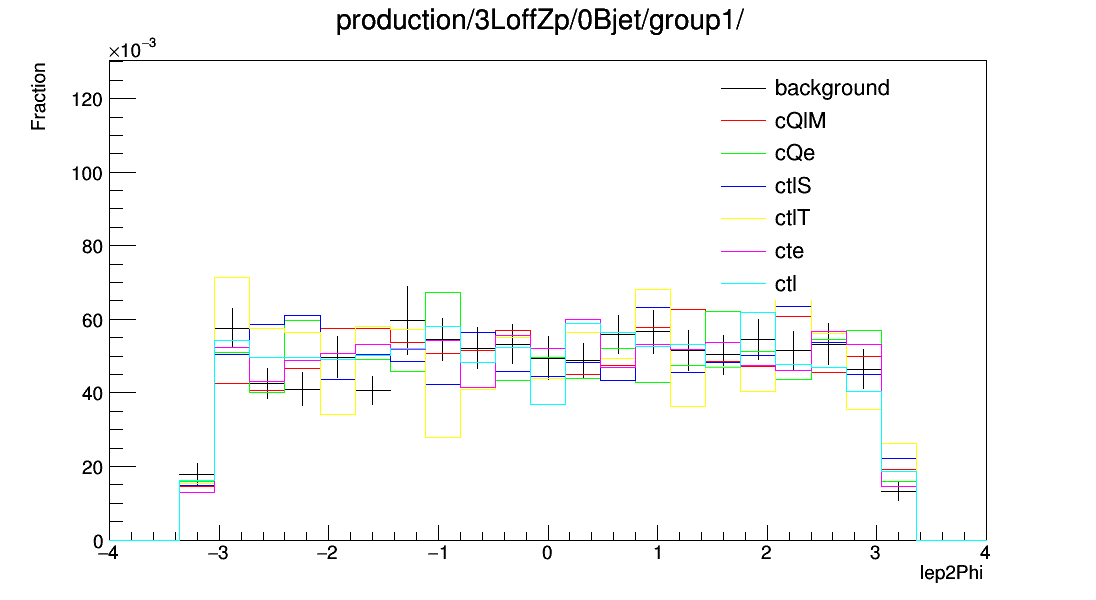 production/3LoffZp/0Bjet/group1/
×10−3
Fraction
120
100
80
60
40
20
0
background
cQlM
cQe
ctlS
ctlT
cte
ctl
−4 −3 −2 −1 0 1 2 3 4
lep2Phi